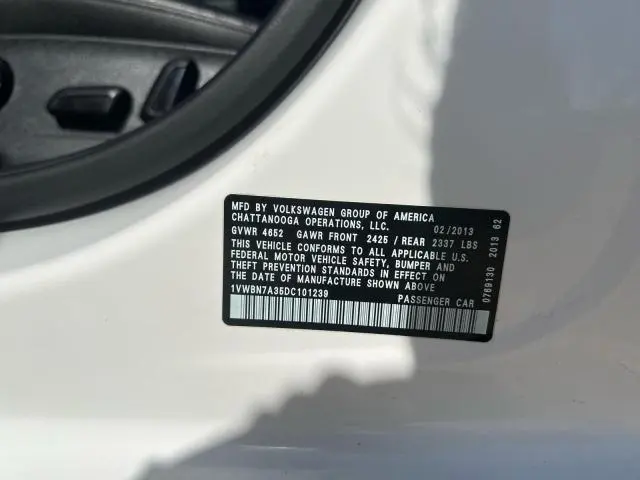 MFD BY VOLKSWAGEN GROUP OF AMERICA
CHATTANOOGA OPERATIONS, LLC. 02/2013
GVWR 4652 GAWR FRONT 2425 / REAR 2337 LBS
THIS VEHICLE CONFORMS TO ALL APPLICABLE U.S.
FEDERAL MOTOR VEHICLE SAFETY, BUMPER AND
THEFT PREVENTION STANDARDS IN EFFECT ON
THE DATE OF MANUFACTURE SHOWN ABOVE
1VWBN7A35DC101239 PASSENGER CAR
0769130 2013 62